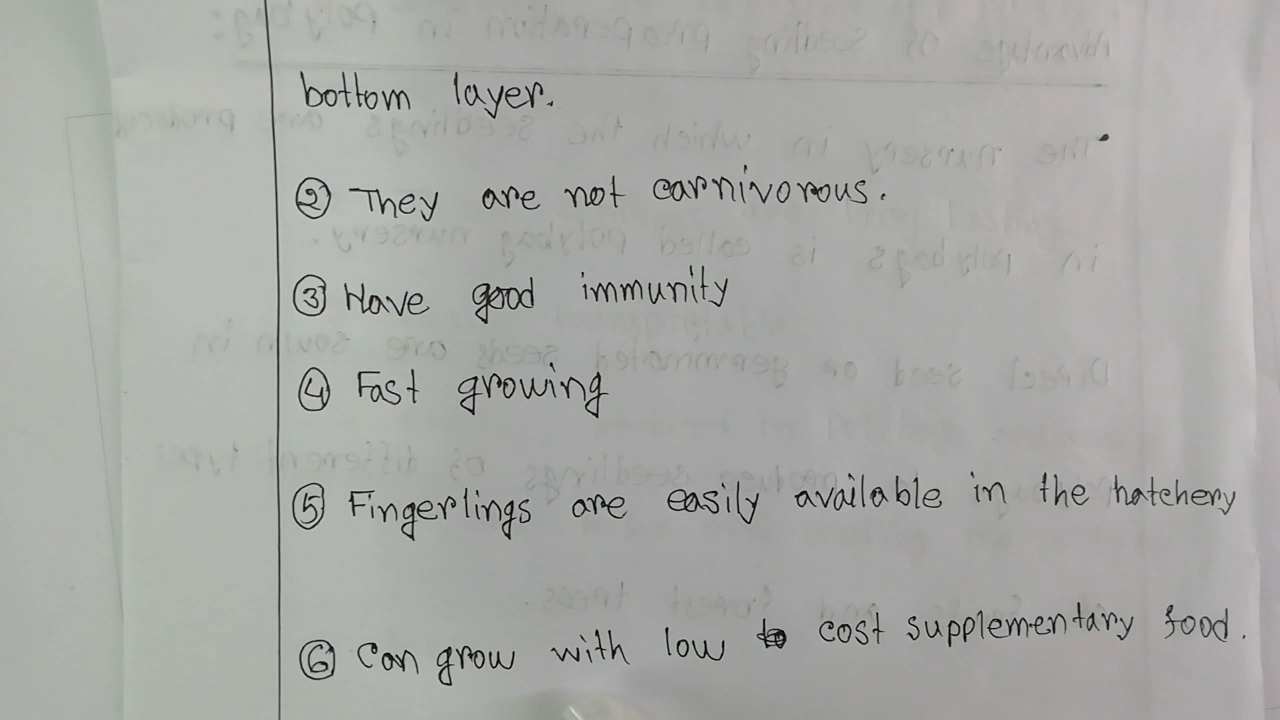 bottom layer.
② They are not carnivorous.
③ Have good immunity
④ Fast growing
⑤ Fingerlings are easily available in the hatchery
⑥ Can grow with low cost supplementary food.